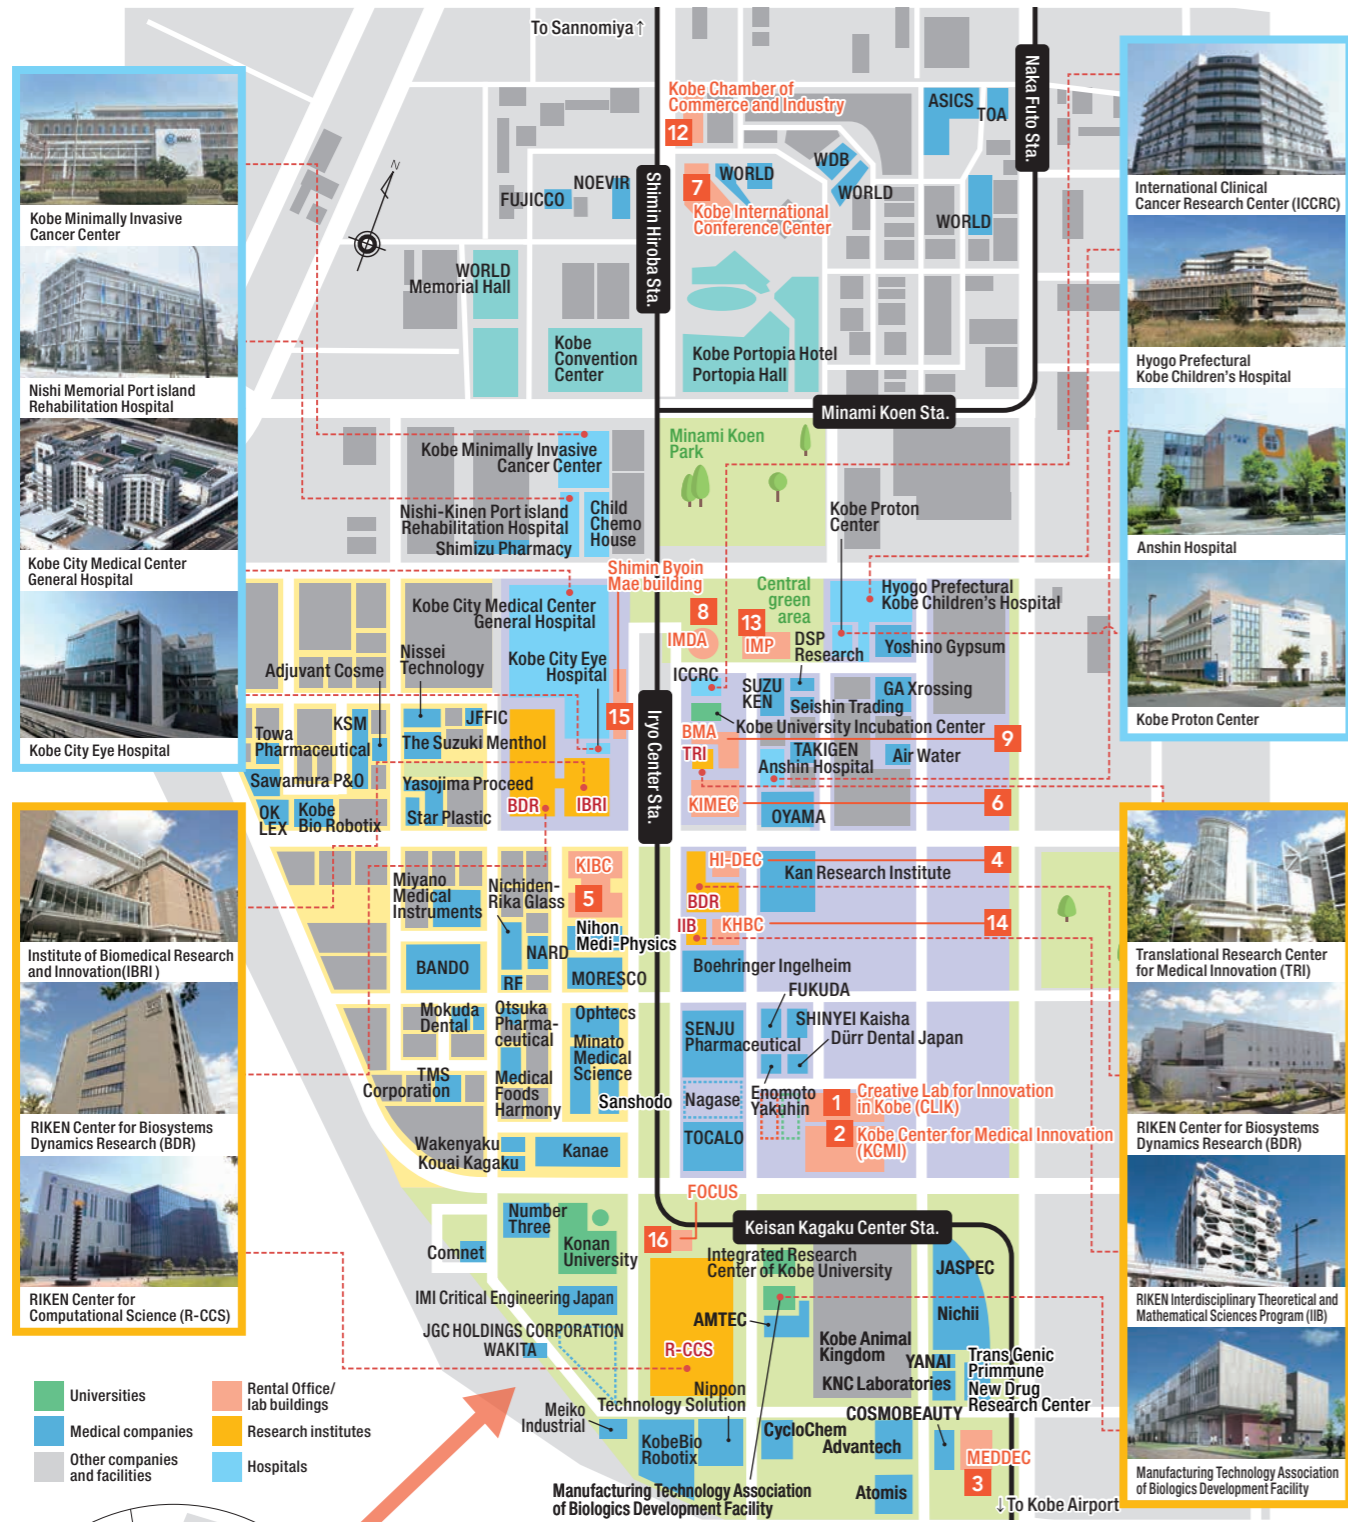 To Sannomiya ↑
Naka Futo Sta.
Kobe Chamber of
Commerce and Industry
12
ASICS
TOA
Shimin Hiroba Sta.
FUJICCO
NOEVIR
7
WORLD
WDB
WORLD
WORLD
Kobe International
Conference Center
N
WORLD
Memorial Hall
Kobe
Convention
Center
Kobe Portopia Hotel
Portopia Hall
Minami Koen Sta.
Kobe Minimally Invasive
Cancer Center
Nishi Memorial Port island
Rehabilitation Hospital
Kobe City Medical Center
General Hospital
Kobe City Eye Hospital
International Clinical
Cancer Research Center (ICCRC)
Hyogo Prefectural
Kobe Children's Hospital
Anshin Hospital
Kobe Proton Center
Minami Koen
Park
Kobe Minimally Invasive
Cancer Center
Nishi-Kinen Port island
Rehabilitation Hospital
Child
Chemo
House
Shimizu Pharmacy
Kobe Proton
Center
Shimin Byoin
Mae building
Kobe City Medical Center
General Hospital
Kobe City Eye
Hospital
15
8
IMDA
13
IMP
Central
green
area
Hyogo Prefectural
Kobe Children's Hospital
DSP
Research
Yoshino Gypsum
Adjuvant Cosme
Nissei
Technology
ICCRC
SUZU
KEN
GA Xrossing
Seishin Trading
Kobe University Incubation Center
Iryo Center Sta.
KSM
JFFIC
Towa
Pharmaceutical
The Suzuki Menthol
Sawamura P&O
Yasojima Proceed
OK
LEX
Kobe
Bio Robotix
Star Plastic
BDR
IBRI
BMA
9
TRI
TAKIGEN
Anshin Hospital
Air Water
KIMEC
6
OYAMA
KIBC
5
HI-DEC
4
Kan Research Institute
Miyano
Medical
Instruments
Nichiden-
Rika Glass
BDR
IIB
KHBC
14
Nihon
Medi-Physics
NARD
BANDO
RF
MORESCO
Boehringer Ingelheim
Mokuda
Dental
Otsuka
Pharma-
ceutical
Ophtecs
Minato
Medical
Science
FUKUDA
SENJU
Pharmaceutical
SHINYEI Kaisha
Dürr Dental Japan
TMS
Corporation
Medical
Foods
Harmony
Sanshodo
Nagase
Enomoto
Yakuhin
1
Creative Lab for Innovation
in Kobe (CLIK)
2
Kobe Center for Medical Innovation
(KCMI)
TOCALO
Wakenyaku
Kouai Kagaku
Kanae
FOCUS
16
Keisan Kagaku Center Sta.
Number
Three
Konan
University
Comnet
Integrated Research
Center of Kobe University
JASPEC
IMI Critical Engineering Japan
Nichii
JGC HOLDINGS CORPORATION
WAKITA
AMTEC
R-CCS
Kobe Animal
Kingdom
YANAI
KNC Laboratories
Trans Genic
Primmune
New Drug
Research Center
Nippon
Technology Solution
Meiko
Industrial
COSMOBEAUTY
KobeBio
Robotix
CycloChem
Advantech
MEDDEC
3
Manufacturing Technology Association
of Biologics Development Facility
Atomis
↓ To Kobe Airport
Institute of Biomedical Research
and Innovation(IBRI )
RIKEN Center for Biosystems
Dynamics Research (BDR)
RIKEN Center for
Computational Science (R-CCS)
Translational Research Center
for Medical Innovation (TRI)
RIKEN Center for Biosystems
Dynamics Research (BDR)
RIKEN Interdisciplinary Theoretical and
Mathematical Sciences Program (IIB)
Manufacturing Technology Association
of Biologics Development Facility
Universities
Medical companies
Other companies
and facilities
Rental Office/
lab buildings
Research institutes
Hospitals